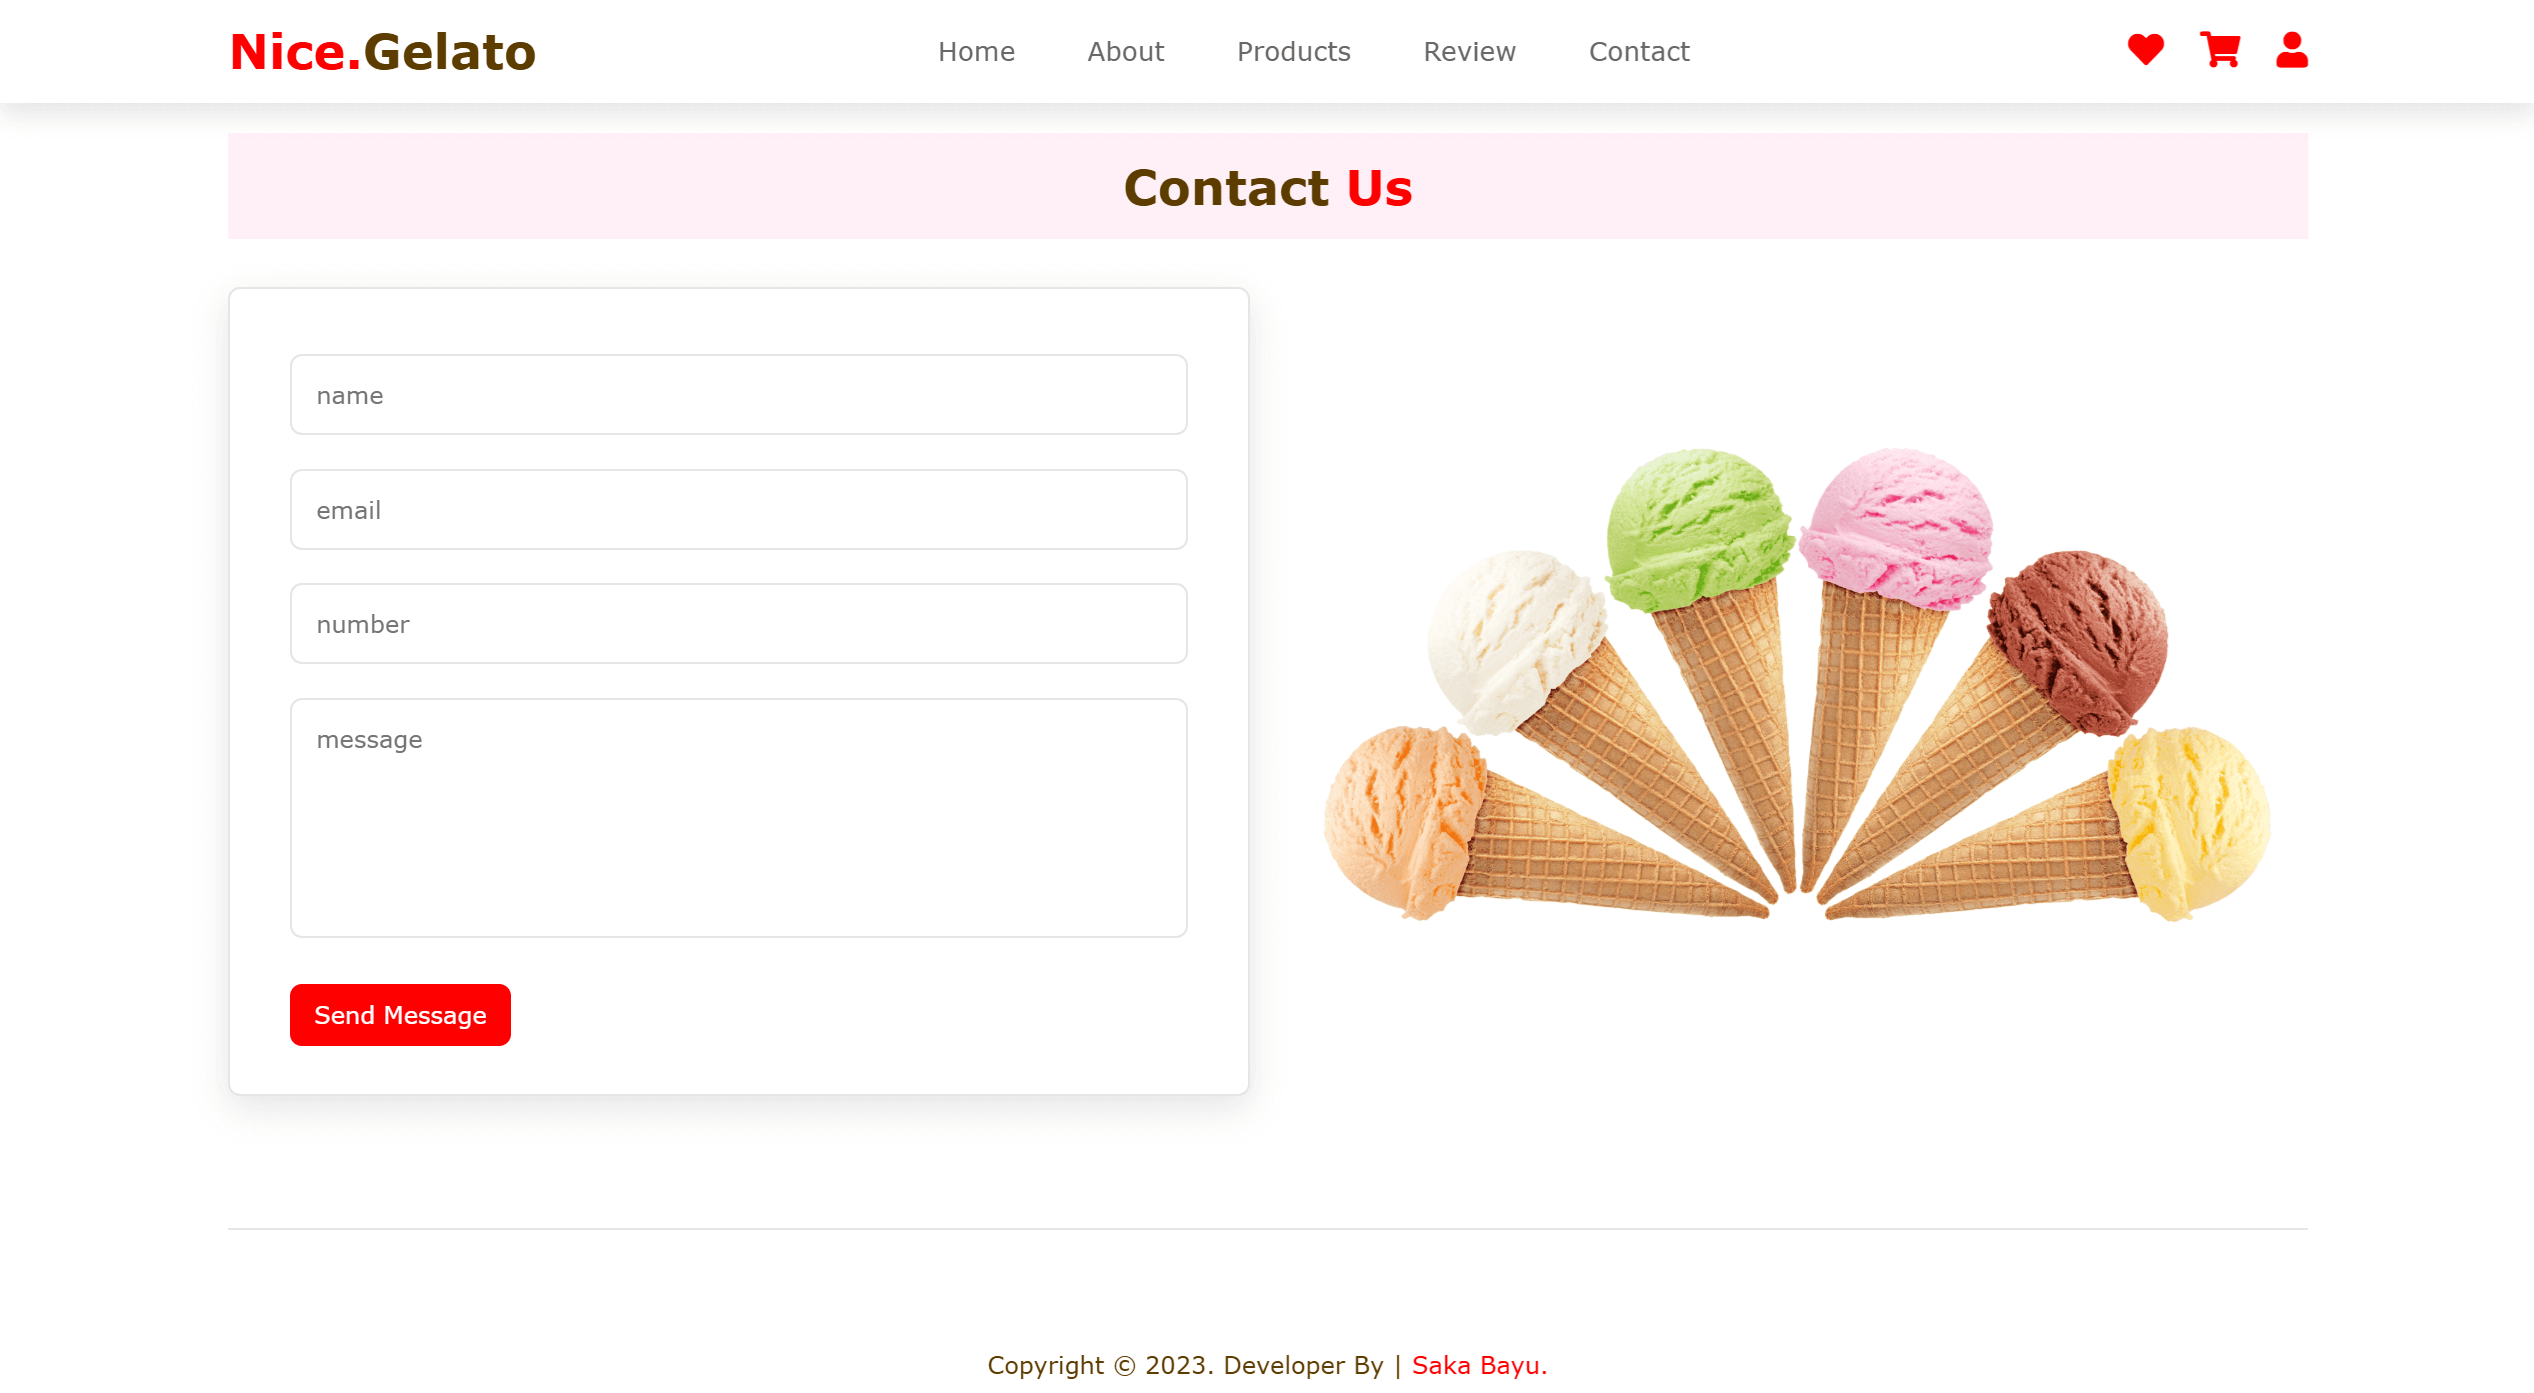 Nice.Gelato Home About Products Review Contact
Contact Us
name
email
number
message
Send Message
Copyright © 2023. Developer By | Saka Bayu.